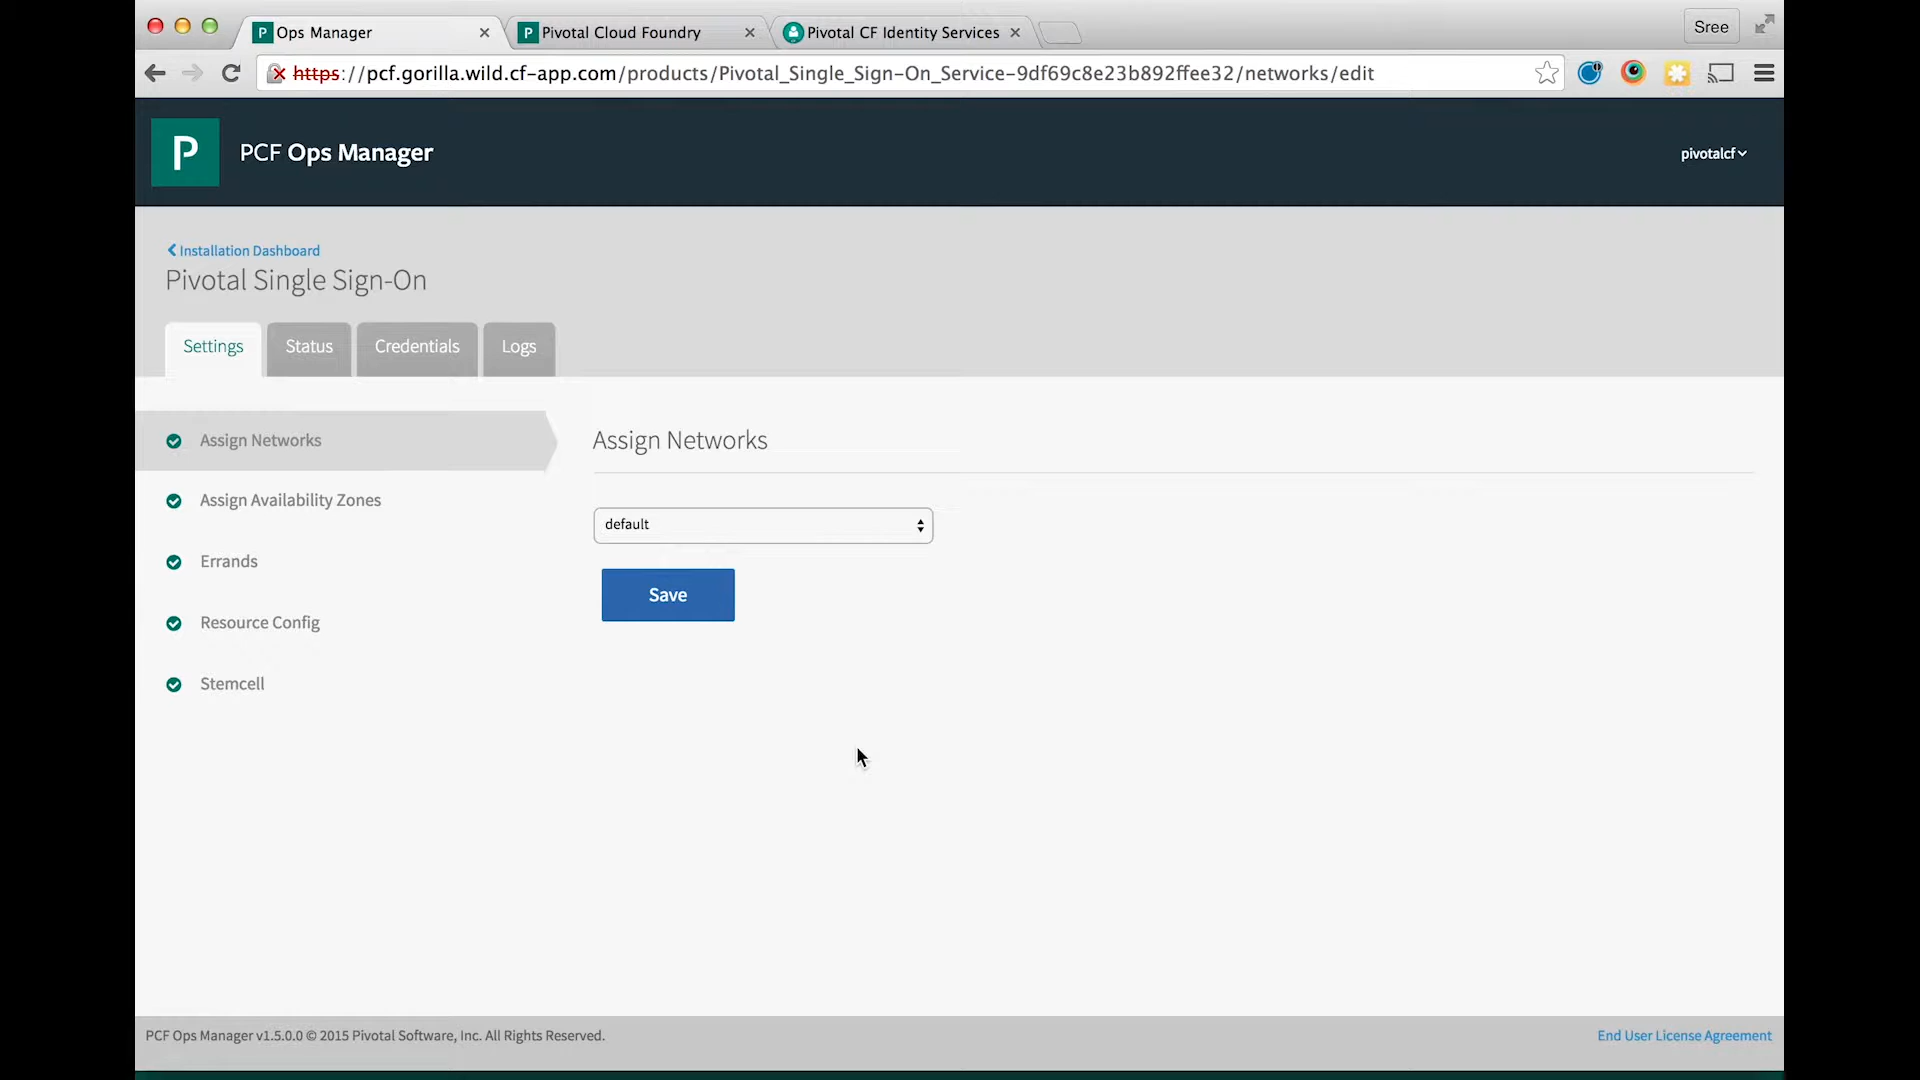 Ops Manager
Pivotal Cloud Foundry
Pivotal CF Identity Services
Sree
https://pcf.gorilla.wild.cf-app.com/products/Pivotal_Single_Sign-On_Service-9df69c8e23b892ffee32/networks/edit
P
PCF Ops Manager
pivotalcf
Installation Dashboard
Pivotal Single Sign-On
Settings
Status
Credentials
Logs
Assign Networks
Assign Availability Zones
Errands
Resource Config
Stemcell
Assign Networks
default
Save
PCF Ops Manager v1.5.0.0 © 2015 Pivotal Software, Inc. All Rights Reserved.
End User License Agreement